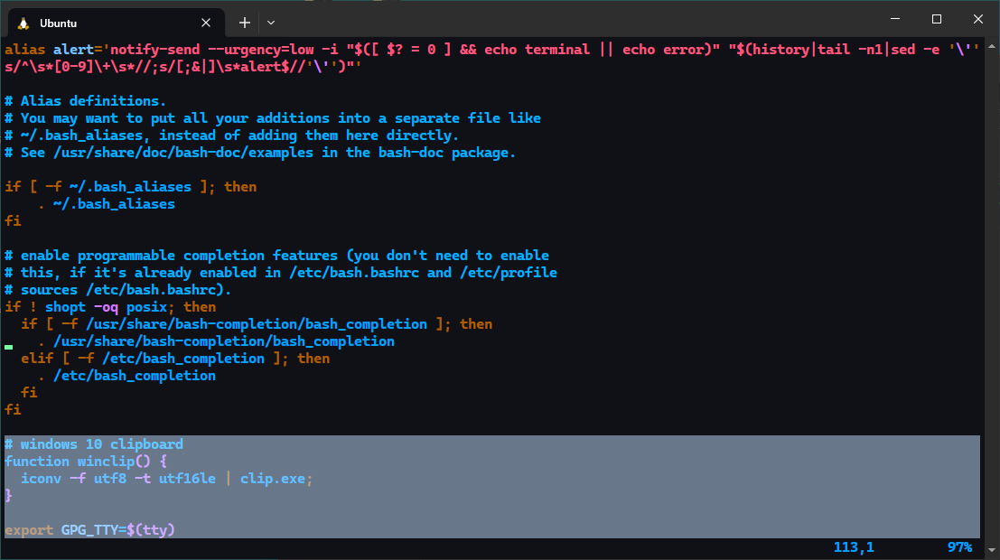 Ubuntu
alias alert='notify-send --urgency=low -i "$([ $? = 0 ] && echo terminal || echo error)" "$(history|tail -n1|sed -e '\''
s/^\s*[0-9]\+\s*//;s/[;&|]\s*alert$//'\'')"'
# Alias definitions.
# You may want to put all your additions into a separate file like
# ~/.bash_aliases, instead of adding them here directly.
# See /usr/share/doc/bash-doc/examples in the bash-doc package.
if [ -f ~/.bash_aliases ]; then
    . ~/.bash_aliases
fi
# enable programmable completion features (you don't need to enable
# this, if it's already enabled in /etc/bash.bashrc and /etc/profile
# sources /etc/bash.bashrc).
if ! shopt -oq posix; then
  if [ -f /usr/share/bash-completion/bash_completion ]; then
    . /usr/share/bash-completion/bash_completion
  elif [ -f /etc/bash_completion ]; then
    . /etc/bash_completion
  fi
fi
# windows 10 clipboard
function winclip() {
  iconv -f utf8 -t utf16le | clip.exe;
}
export GPG_TTY=$(tty)
113,1 97%